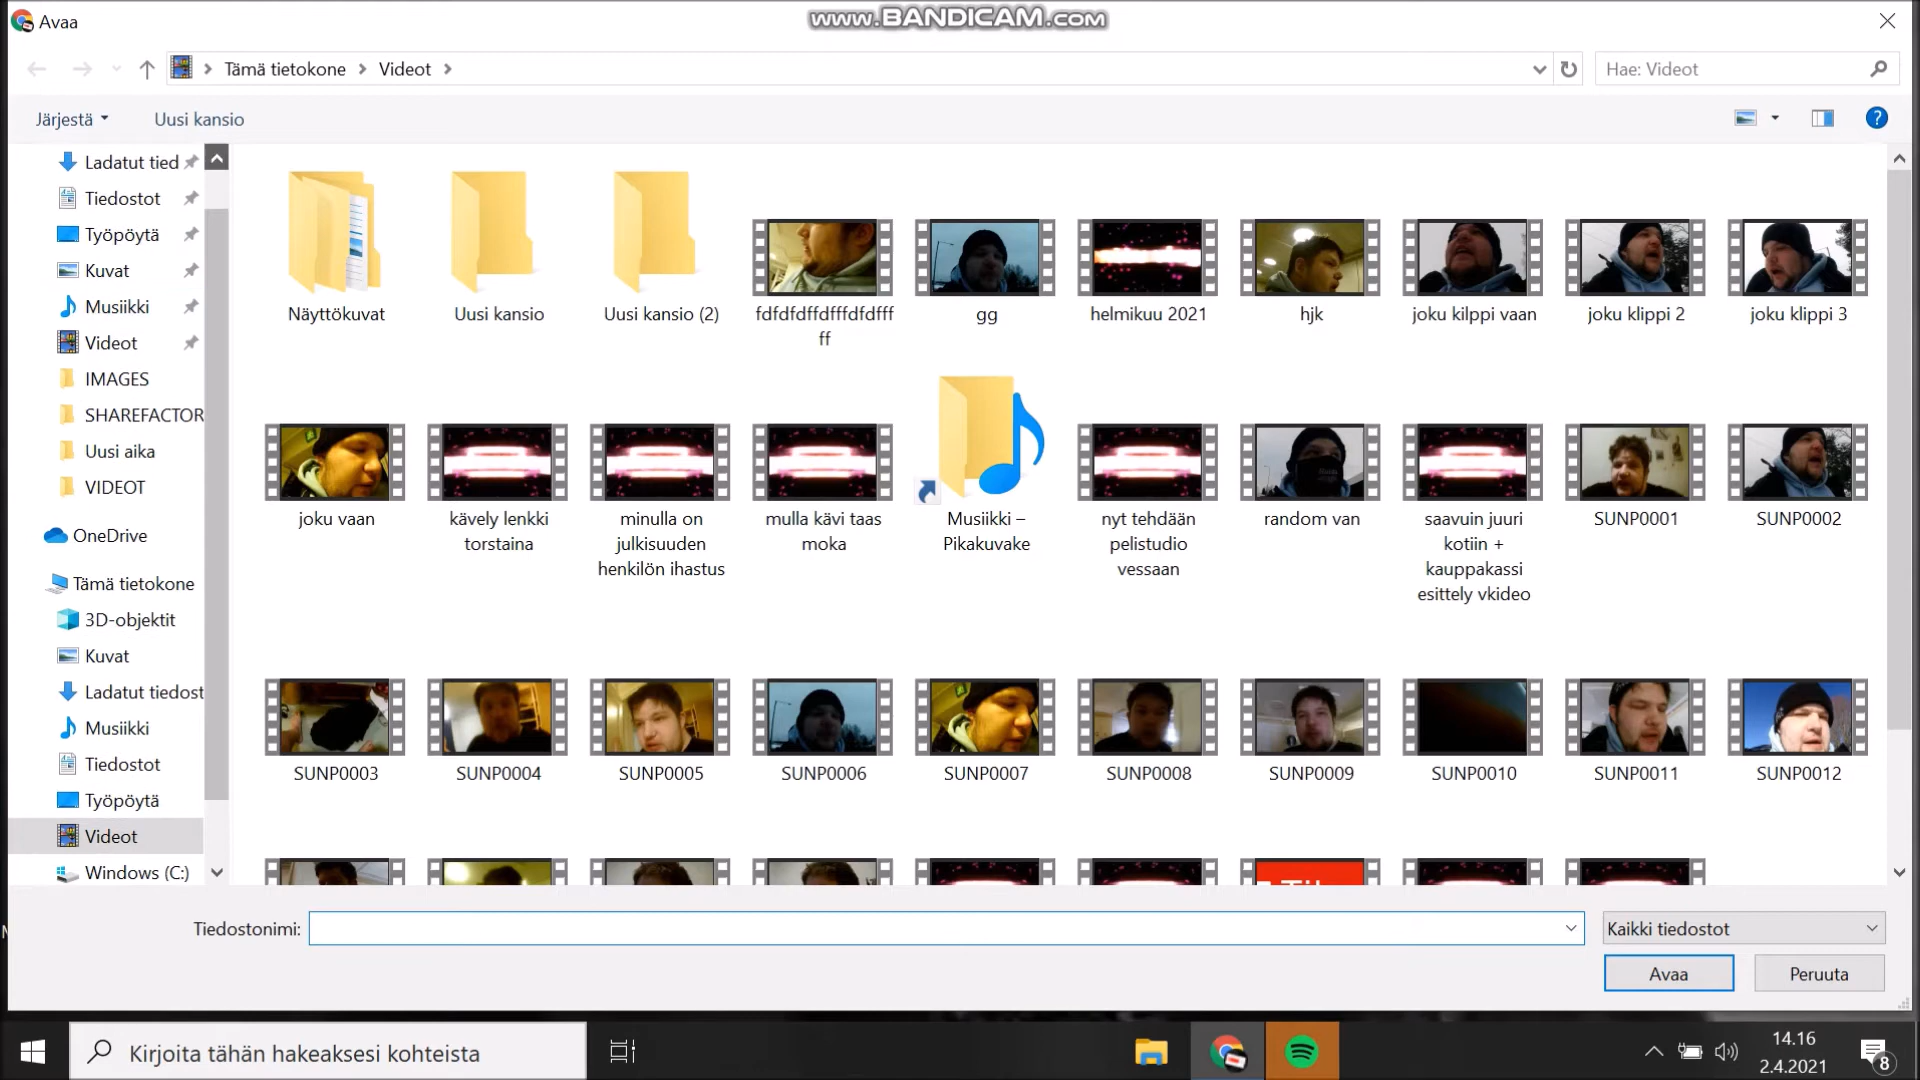 Avaa
www.BANDICAM.com
Tämä tietokone
Videot
Hae: Videot
Järjestä
Uusi kansio
Ladatut tied
Tiedostot
Työpöytä
Kuvat
Musiikki
Videot
IMAGES
SHAREFACTOR
Uusi aika
VIDEOT
OneDrive
Tämä tietokone
3D-objektit
Kuvat
Ladatut tiedost
Musiikki
Tiedostot
Työpöytä
Videot
Windows (C:)
Näyttökuvat
Uusi kansio
Uusi kansio (2)
fdfdfdffdfffdfdfff
ff
gg
helmikuu 2021
hjk
joku kilppi vaan
joku klippi 2
joku klippi 3
joku vaan
kävely lenkki
torstaina
minulla on
julkisuuden
henkilön ihastus
mulla kävi taas
moka
Musiikki –
Pikakuvake
nyt tehdään
pelistudio
vessaan
random van
saavuin juuri
kotiin +
kauppakassi
esittely vkideo
SUNP0001
SUNP0002
SUNP0003
SUNP0004
SUNP0005
SUNP0006
SUNP0007
SUNP0008
SUNP0009
SUNP0010
SUNP0011
SUNP0012
Tiedostonimi:
Kaikki tiedostot
Avaa
Peruuta
Kirjoita tähän hakeaksesi kohteista
14.16
2.4.2021
8